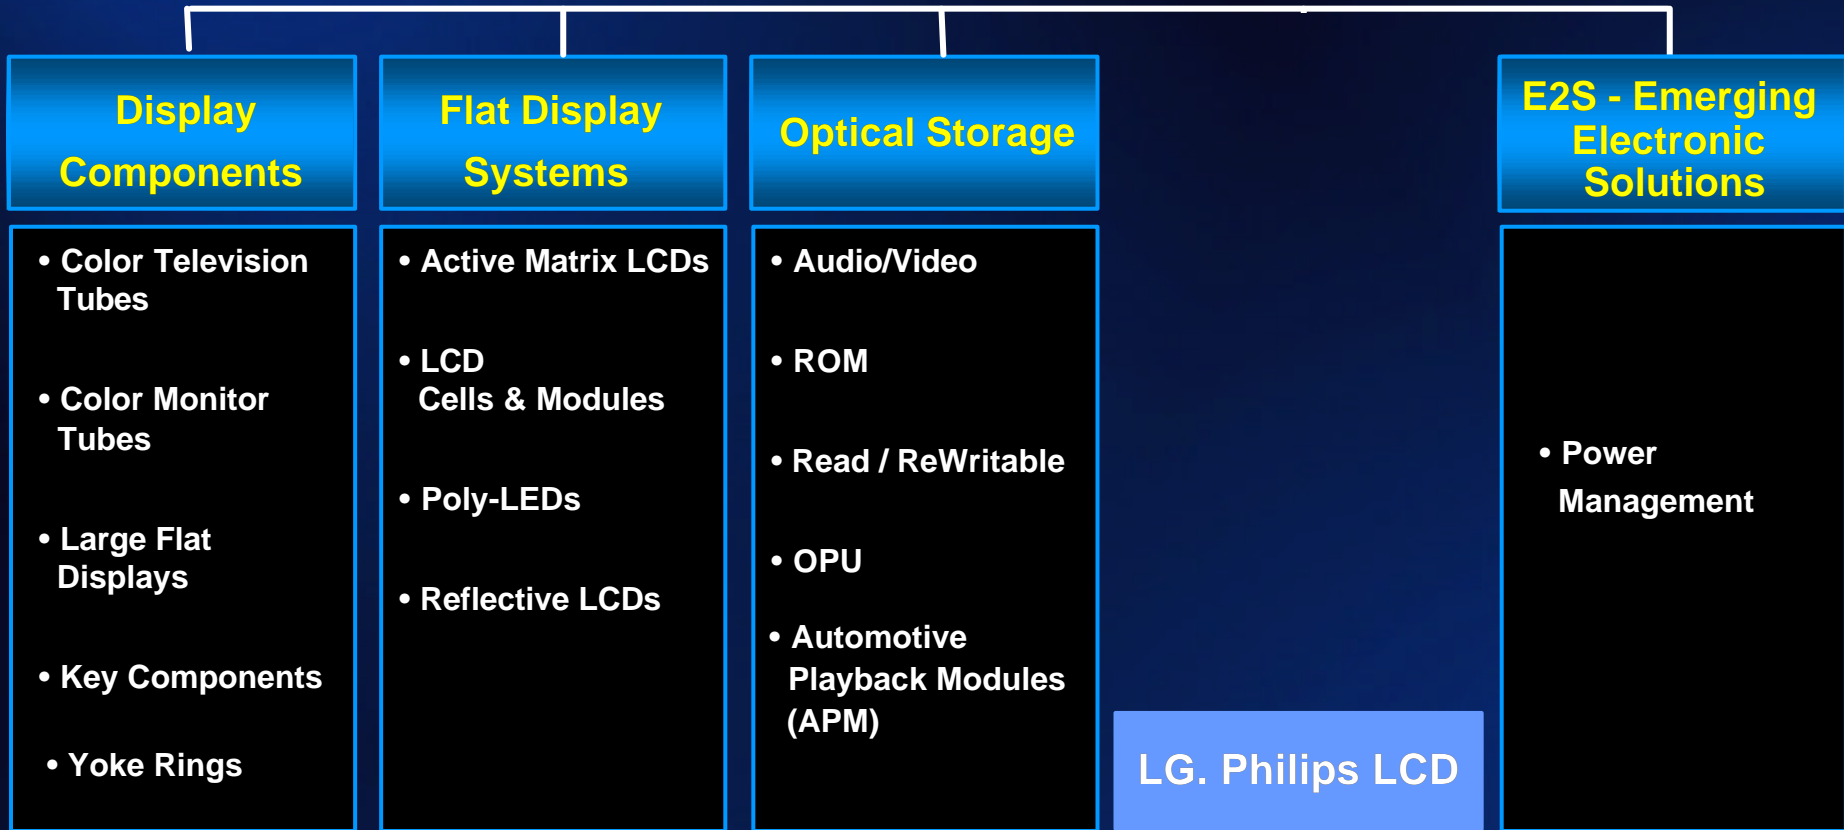 Display
Components
• Color Television
Tubes
• Color Monitor
Tubes
• Large Flat
Displays
• Key Components
• Yoke Rings
Flat Display
Systems
• Active Matrix LCDs
• LCD
Cells & Modules
• Poly-LEDs
• Reflective LCDs
Optical Storage
• Audio/Video
• ROM
• Read / ReWritable
• OPU
• Automotive
Playback Modules
(APM)
LG. Philips LCD
E2S - Emerging
Electronic
Solutions
• Power
Management